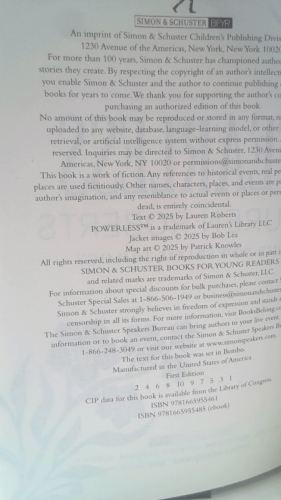 SIMON & SCHUSTER BFYR
An imprint of Simon & Schuster Children's Publishing Divis
1230 Avenue of the Americas, New York, New York 10020
For more than 100 years, Simon & Schuster has championed author
stories they create. By respecting the copyright of an author's intellectu
you enable Simon & Schuster and the author to continue publishing
books for years to come. We thank you for supporting the author's co
purchasing an authorized edition of this book.
No amount of this book may be reproduced or stored in any format, n
uploaded to any website, database, language-learning model, or other
retrieval, or artificial intelligence system without express permission.
reserved. Inquiries may be directed to Simon & Schuster, 1230 Avenue
Americas, New York, NY 10020 or permissions@simonandschuster
This book is a work of fiction. Any references to historical events, real pe
places are used fictitiously. Other names, characters, places, and events are p
author's imagination, and any resemblance to actual events or places or pers
dead, is entirely coincidental.
Text © 2025 by Lauren Roberts
POWERLESS™ is a trademark of Lauren's Library LLC
Jacket images © 2025 by Bob Lea
Map art © 2025 by Patrick Knowles
All rights reserved, including the right of reproduction in whole or in part
SIMON & SCHUSTER BOOKS FOR YOUNG READERS
and related marks are trademarks of Simon & Schuster, LLC.
For information about special discounts for bulk purchases, please contact
Schuster Special Sales at 1-866-506-1949 or business@simonandschuster
Simon & Schuster strongly believes in freedom of expression and stands
censorship in all its forms. For more information, visit BooksBelong.
The Simon & Schuster Speakers Bureau can bring authors to your live event.
information or to book an event, contact the Simon & Schuster Speakers B
1-866-248-3049 or visit our website at www.simonspeakers.com.
The text for this book was set in Bembo.
Manufactured in the United States of America
First Edition
2 4 6 8 10 9 7 5 3 1
CIP data for this book is available from the Library of Congress.
ISBN 9781665955461
ISBN 9781665955485 (ebook)